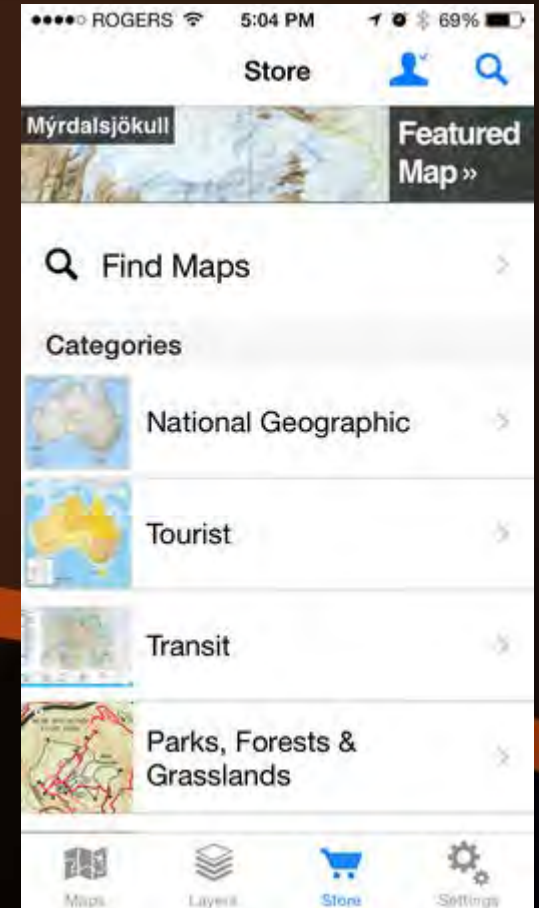 ROGERS 5:04 PM 69%
Store
Mýrdalsjökull
Featured
Map »
Find Maps
Categories
National Geographic
Tourist
Transit
Parks, Forests &
Grasslands
Maps Layers Store Settings